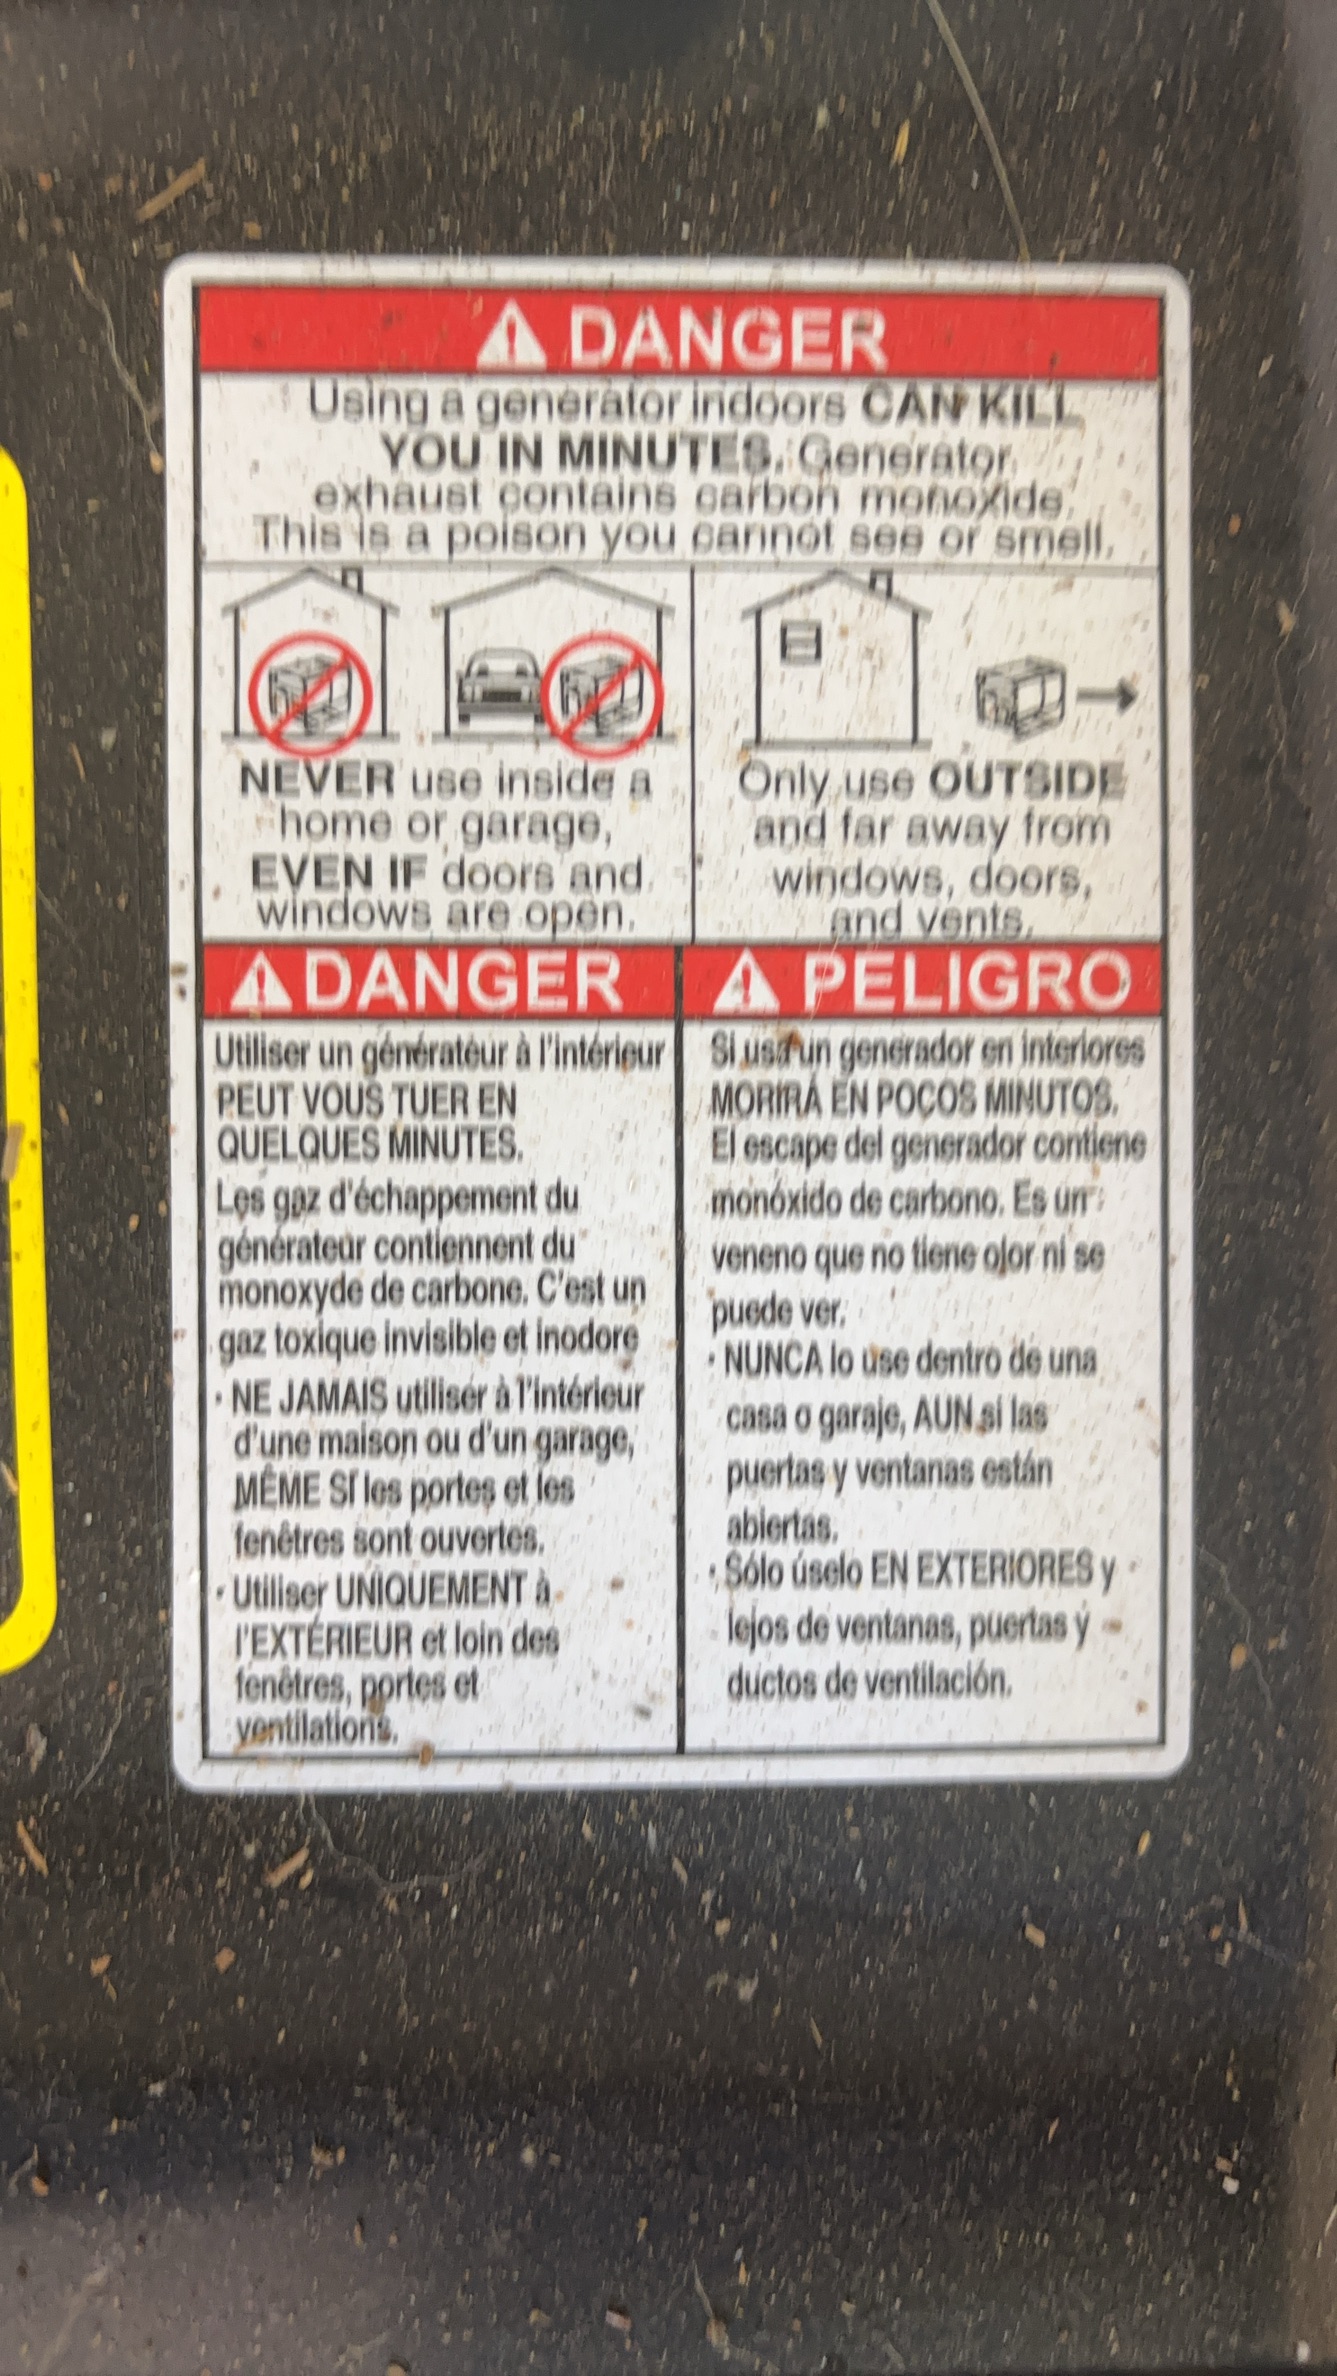 DANGER
Using a generator indoors CAN KILL
YOU IN MINUTES. Generator
exhaust contains carbon monoxide.
This is a poison you cannot see or smell.
NEVER use inside a
home or garage,
EVEN IF doors and
windows are open.
Only use OUTSIDE
and far away from
windows, doors,
and vents.
DANGER
Utiliser un générateur à l'intérieur
PEUT VOUS TUER EN
QUELQUES MINUTES.
Les gaz d'échappement du
générateur contiennent du
monoxyde de carbone. C'est un
gaz toxique invisible et inodore
· NE JAMAIS utiliser à l'intérieur
d'une maison ou d'un garage,
MÊME SI les portes et les
fenêtres sont ouvertes.
· Utiliser UNIQUEMENT à
l'EXTÉRIEUR et loin des
fenêtres, portes et
ventilations.
PELIGRO
Si usa un generador en interiores
MORIRÁ EN POCOS MINUTOS.
El escape del generador contiene
monóxido de carbono. Es un
veneno que no tiene olor ni se
puede ver.
· NUNCA lo use dentro de una
casa o garaje, AUN si las
puertas y ventanas están
abiertas.
· Sólo úselo EN EXTERIORES y
lejos de ventanas, puertas y
ductos de ventilación.